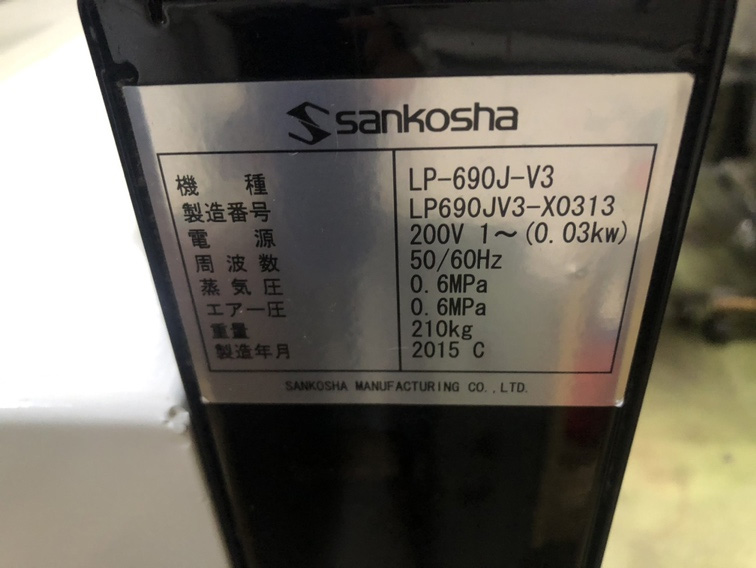 sankosha
機種 LP-690J-V3
製造番号 LP690JV3-X0313
電源 200V 1～(0.03kw)
周波数 50/60Hz
蒸気圧 0.6MPa
エアー圧 0.6MPa
重量 210kg
製造年月 2015 C
SANKOSHA MANUFACTURING CO.,LTD.